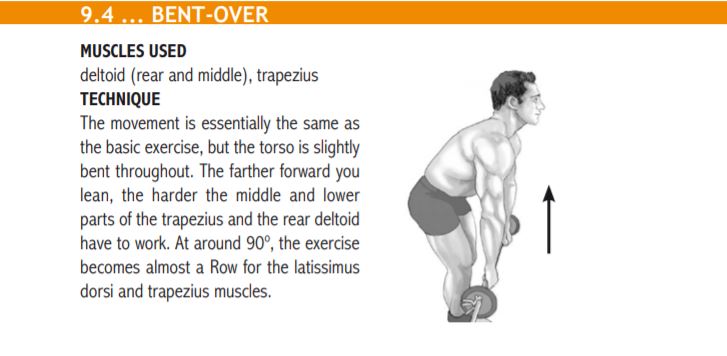 9.4 ... BENT-OVER
MUSCLES USED
deltoid (rear and middle), trapezius
TECHNIQUE
The movement is essentially the same as
the basic exercise, but the torso is slightly
bent throughout. The farther forward you
lean, the harder the middle and lower
parts of the trapezius and the rear deltoid
have to work. At around 90º, the exercise
becomes almost a Row for the latissimus
dorsi and trapezius muscles.